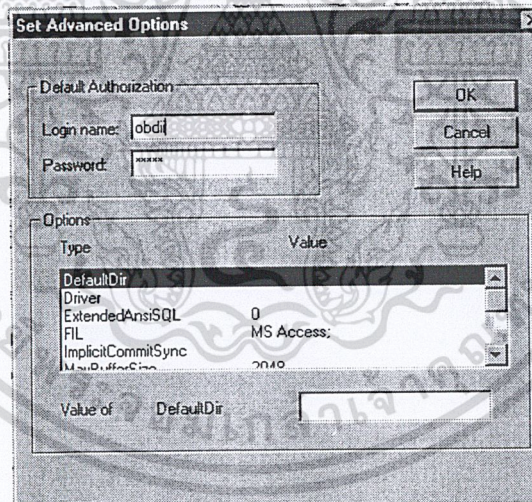 Set Advanced Options
Default Authorization
Login name: obdi
Password: *****
OK
Cancel
Help
Options
Type Value
DefaultDir
Driver
ExtendedAnsiSQL 0
FIL MS Access;
ImplicitCommitSync
MaxBufferSize 2048
Value of DefaultDir